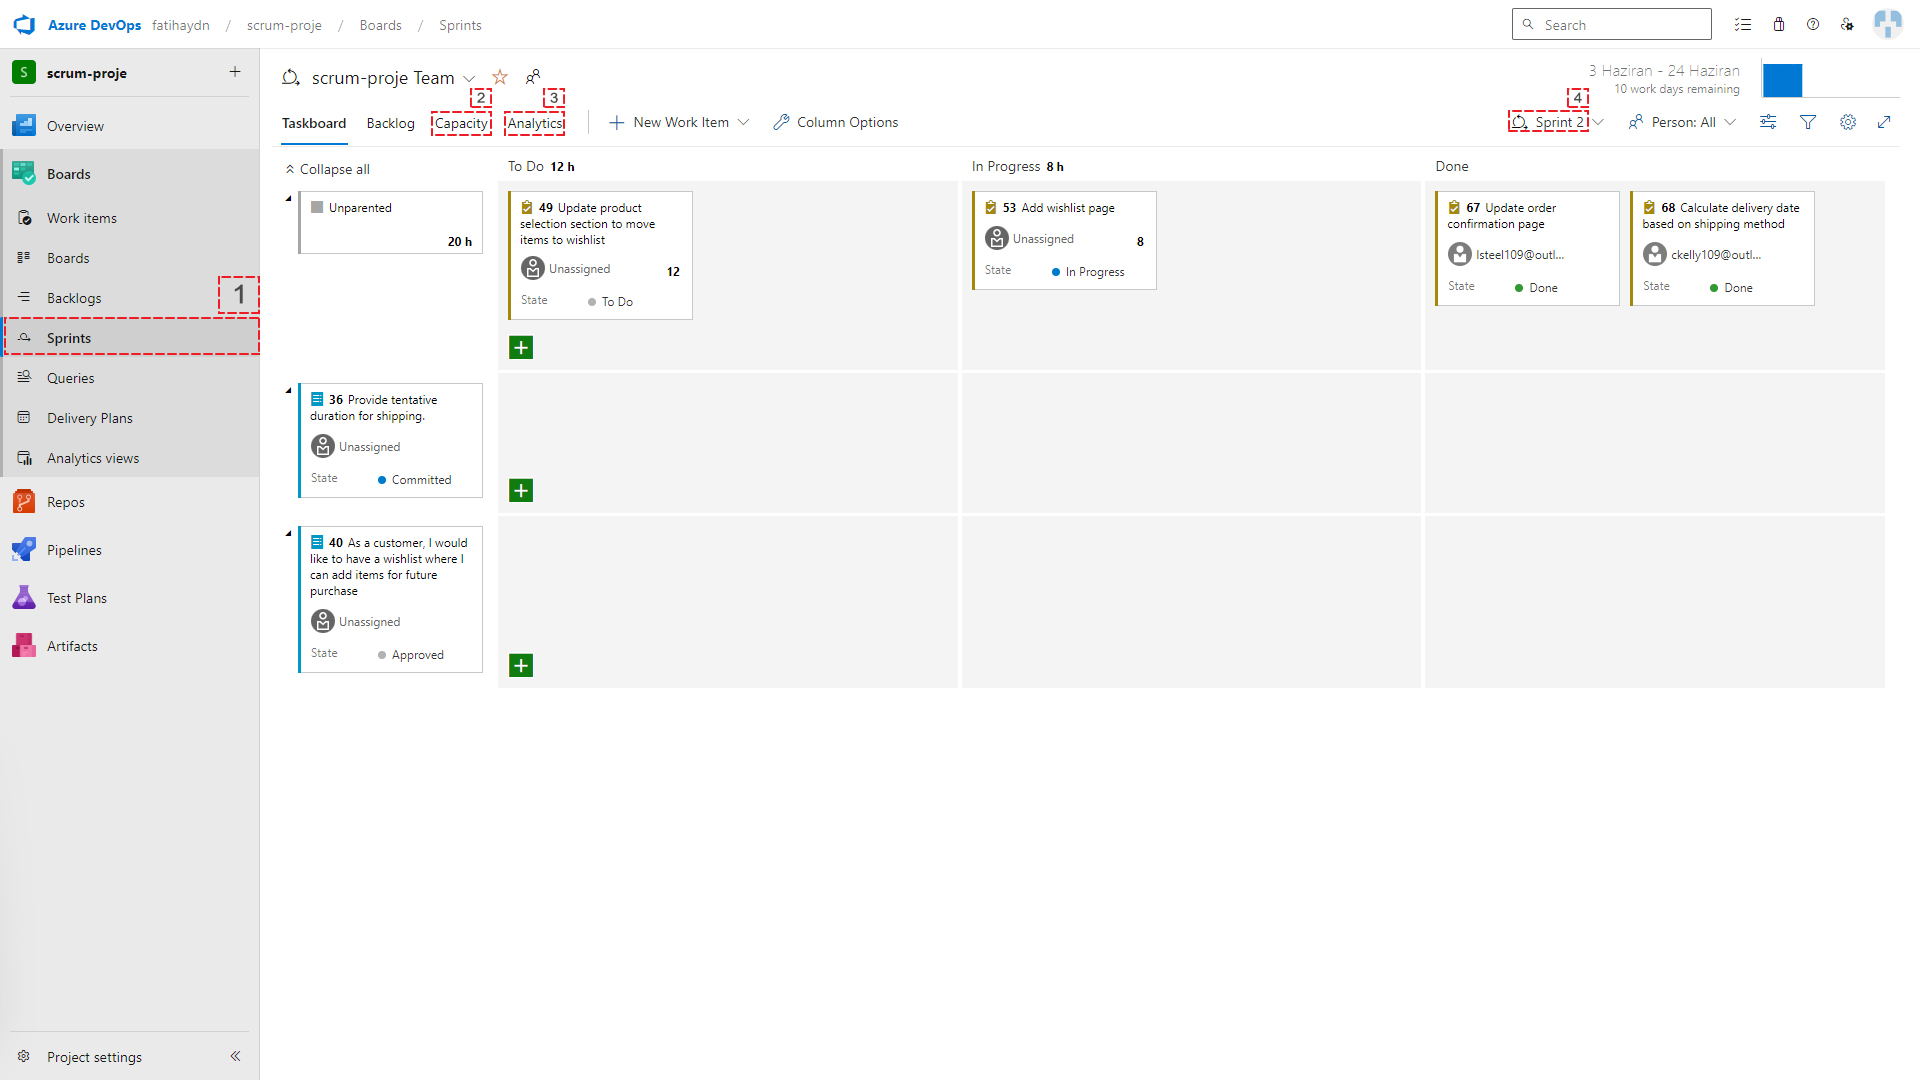 Azure DevOps fatihaydn / scrum-proje / Boards / Sprints
Search
S scrum-proje
Overview
Boards
Work items
Boards
Backlogs
1
Sprints
Queries
Delivery Plans
Analytics views
Repos
Pipelines
Test Plans
Artifacts
Project settings
scrum-proje Team
3 Haziran - 24 Haziran
10 work days remaining
2
3
4
Taskboard Backlog Capacity Analytics New Work Item Column Options Sprint 2 Person: All
Collapse all
To Do 12 h
In Progress 8 h
Done
Unparented
20 h
49 Update product
selection section to move
items to wishlist
Unassigned 12
State To Do
53 Add wishlist page
Unassigned 8
State In Progress
67 Update order
confirmation page
lsteel109@outl...
State Done
68 Calculate delivery date
based on shipping method
ckelly109@outl...
State Done
36 Provide tentative
duration for shipping.
Unassigned
State Committed
40 As a customer, I would
like to have a wishlist where I
can add items for future
purchase
Unassigned
State Approved